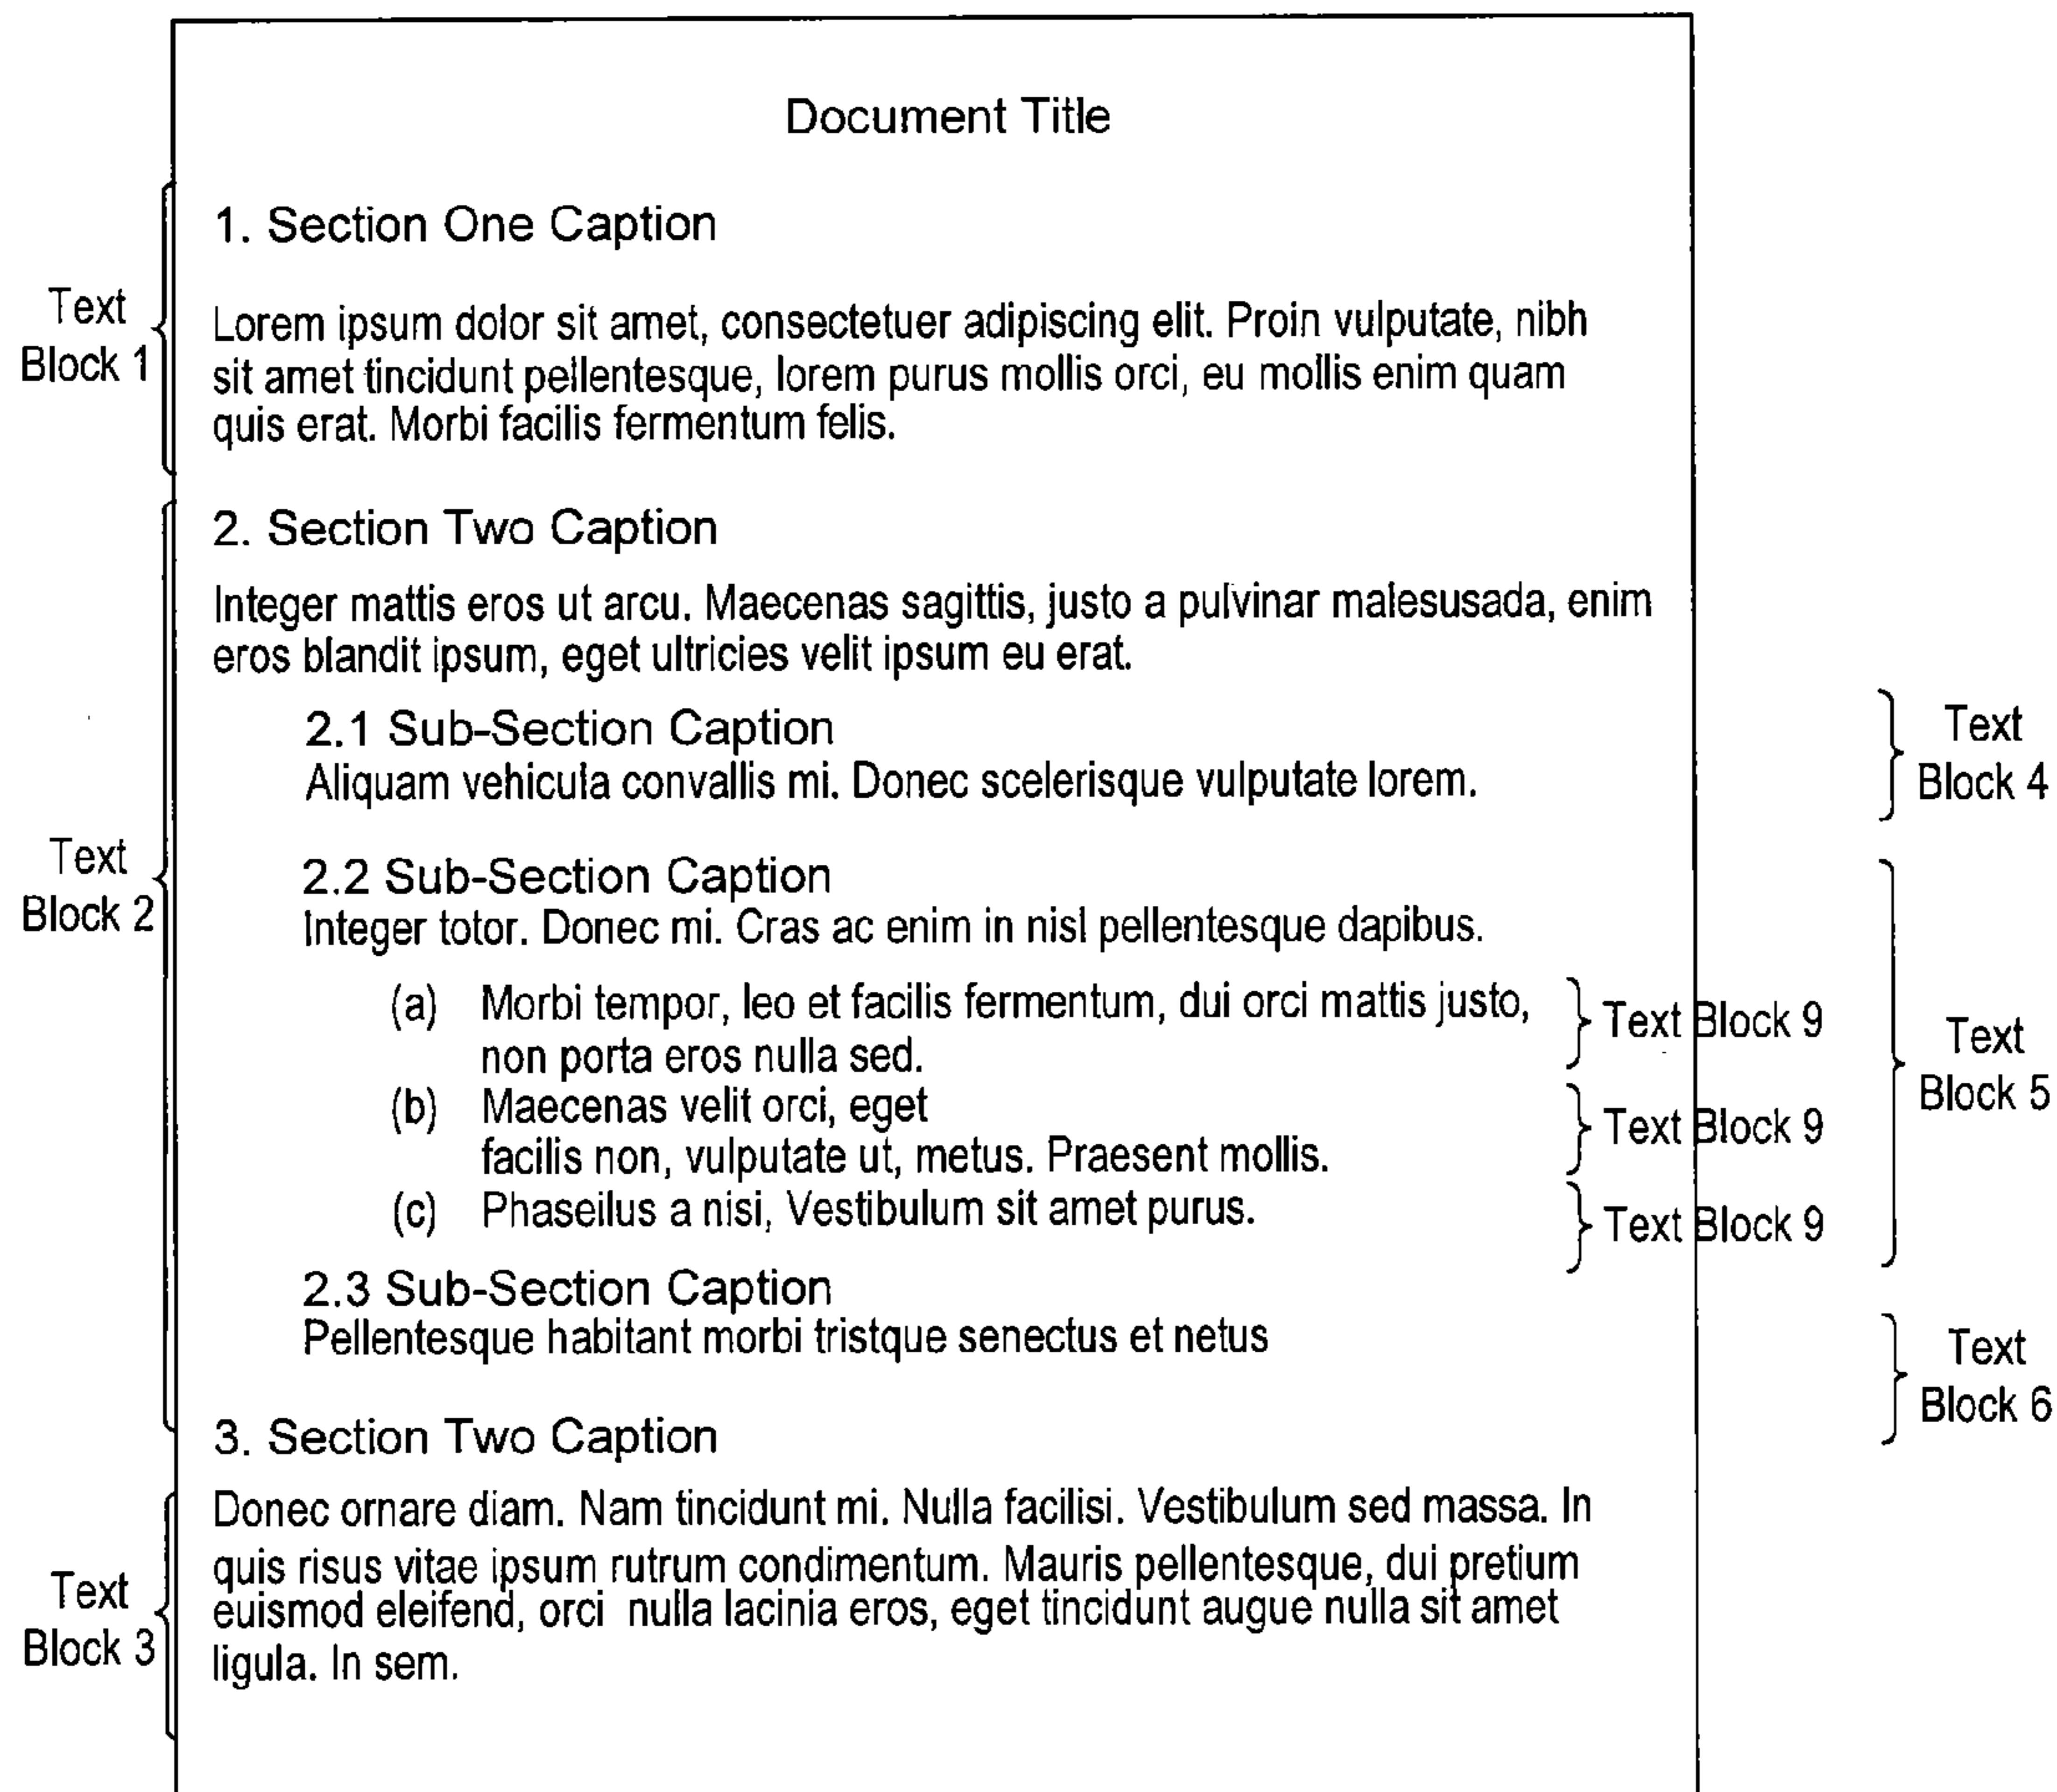 Document Title
1. Section One Caption
Text
Block 1
Lorem ipsum dolor sit amet, consectetuer adipiscing elit. Proin vulputate, nibh
sit amet tincidunt pellentesque, lorem purus mollis orci, eu mollis enim quam
quis erat. Morbi facilis fermentum felis.
2. Section Two Caption
Integer mattis eros ut arcu. Maecenas sagittis, justo a pulvinar malesusada, enim
eros blandit ipsum, eget ultricies velit ipsum eu erat.
2.1 Sub-Section Caption
Aliquam vehicula convallis mi. Donec scelerisque vulputate lorem.
Text
Block 4
Text
Block 2
2.2 Sub-Section Caption
Integer totor. Donec mi. Cras ac enim in nisl pellentesque dapibus.
(a) Morbi tempor, leo et facilis fermentum, dui orci mattis justo,
non porta eros nulla sed.
Text Block 9
(b) Maecenas velit orci, eget
facilis non, vulputate ut, metus. Praesent mollis.
Text Block 9
(c) Phaseilus a nisi, Vestibulum sit amet purus.
Text Block 9
Text
Block 5
2.3 Sub-Section Caption
Pellentesque habitant morbi tristque senectus et netus
Text
Block 6
3. Section Two Caption
Donec ornare diam. Nam tincidunt mi. Nulla facilisi. Vestibulum sed massa. In
quis risus vitae ipsum rutrum condimentum. Mauris pellentesque, dui pretium
euismod eleifend, orci nulla lacinia eros, eget tincidunt augue nulla sit amet
ligula. In sem.
Text
Block 3